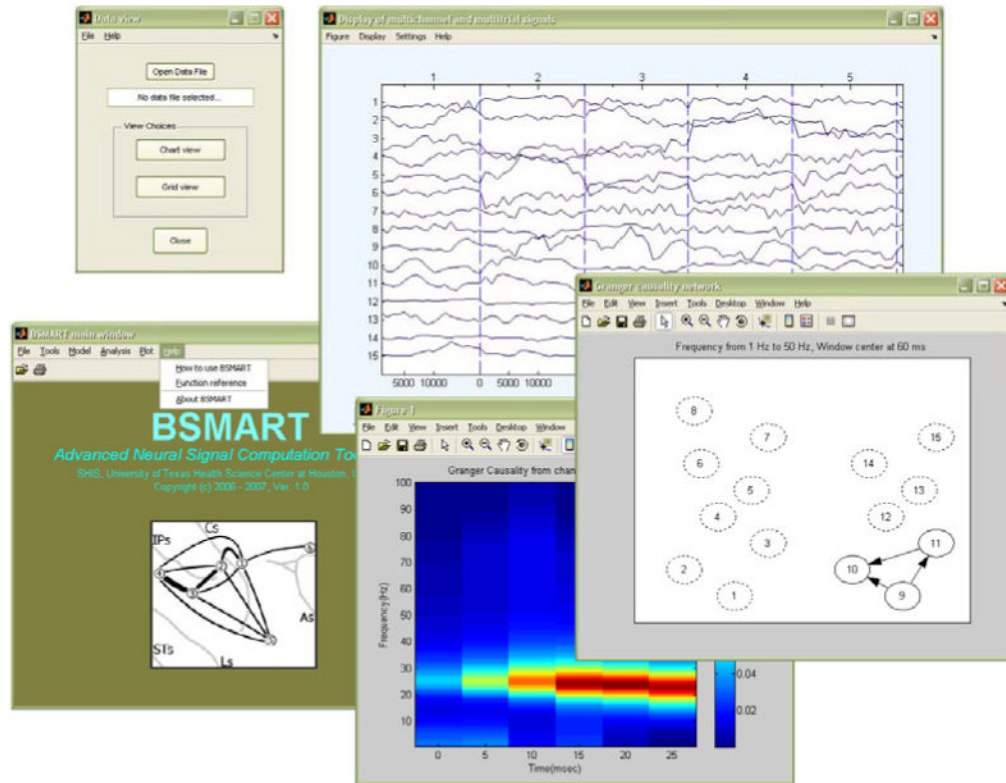 Data view
File Help
Open Data File
No data file selected...
View Choices
Chart view
Grid view
Close
Display of multichannel and multitrial signals
Figure Display Settings Help
1 2 3 4 5
1
2
3
4
5
6
7
8
9
10
11
12
13
14
15
5000 10000 0 5000 10000 0 5000 10000
BSMART main window
File Tools Model Analysis Plot Help
How to use BSMART
Function reference
About BSMART
BSMART
Advanced Neural Signal Computation
SHIS, University of Texas Health Science Center at Houston,
Copyright (c) 2006 - 2007, Ver. 1.0
Cs
IPs
As
STs
Ls
Figure 1
File Edit View Insert Tools Desktop Window
Granger Causality from
100
90
80
70
60
50
40
30
20
10
Frequency(Hz)
0 5 10 15 20 25
Time(msec)
0.04
0.02
Granger causality network
File Edit View Insert Tools Desktop Window Help
Frequency from 1 Hz to 50 Hz, Window center at 60 ms
8
7
15
6
14
5
13
4
12
3
11
2
10
1
9